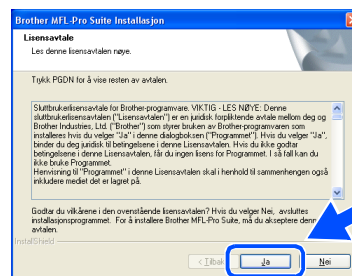 Brother MFL-Pro Suite Installasjon
Lisensavtale
Les denne lisensavtalen nøye.
Trykk PGDN for å vise resten av avtalen.
Sluttbrukerlisensavtale for Brother-programvare. VIKTIG - LES NØYE: Denne
sluttbrukerlisensavtalen ("Lisensavtalen") er en juridisk forpliktende avtale mellom deg og
Brother Industries, Ltd. ("Brother") som styrer bruken av Brother-programvaren som
installeres hvis du velger "Ja" i denne dialogboksen ("Programmet"). Hvis du velger "Ja",
binder du deg juridisk til betingelsene i denne Lisensavtalen. Hvis du ikke godtar
betingelsene i denne Lisensavtalen, får du ingen lisens for Programmet. I så fall kan du
ikke bruke Programmet.
Henvisning til "Programmet" i denne Lisensavtalen skal i henhold til sammenhengen også
inkludere mediet det er lagret på.
Godtar du vilkårene i den ovenstående lisensavtalen? Hvis du velger Nei, avsluttes
installasjonsprogrammet. For å installere Brother MFL-Pro Suite, må du akseptere denne
avtalen.
InstallShield
< Tilbak
Ja
Nei